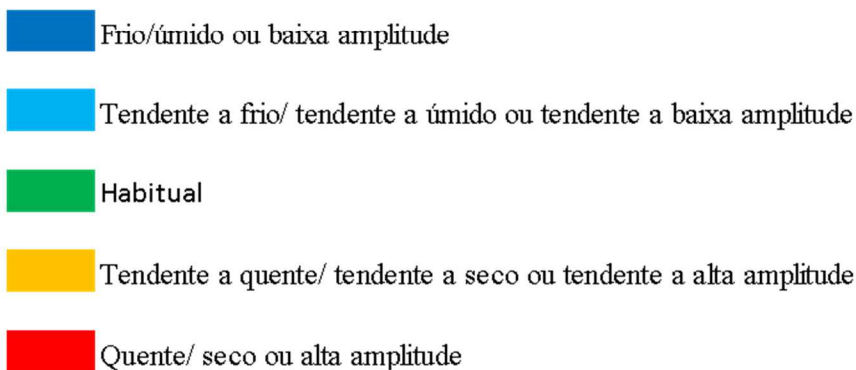 Frio/úmido ou baixa amplitude
Tendente a frio/ tendente a úmido ou tendente a baixa amplitude
Habitual
Tendente a quente/ tendente a seco ou tendente a alta amplitude
Quente/ seco ou alta amplitude